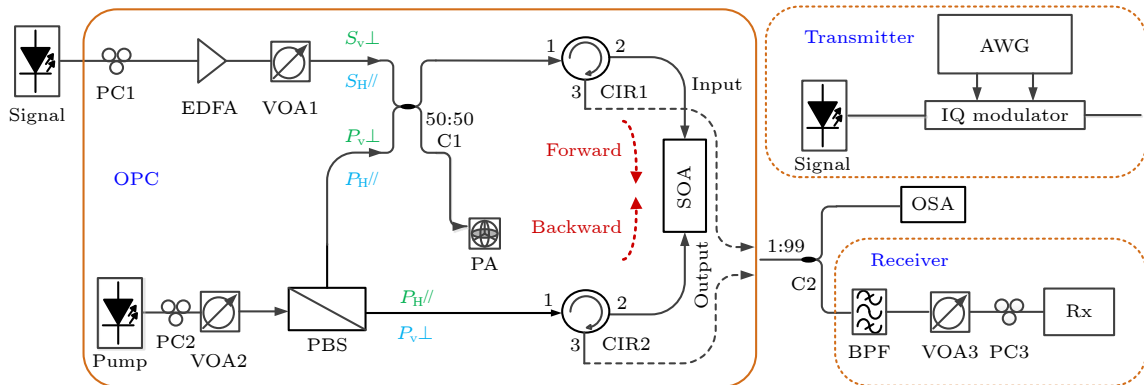 Signal
PC1
EDFA
VOA1
Sv⊥
SH//
50:50
C1
Pv⊥
PH//
OPC
PA
1
2
3
CIR1
Input
Forward
Backward
SOA
Output
Pump
PC2
VOA2
PBS
PH//
Pv⊥
1
2
3
CIR2
Transmitter
AWG
IQ modulator
Signal
1:99
C2
OSA
Receiver
BPF
VOA3
PC3
Rx